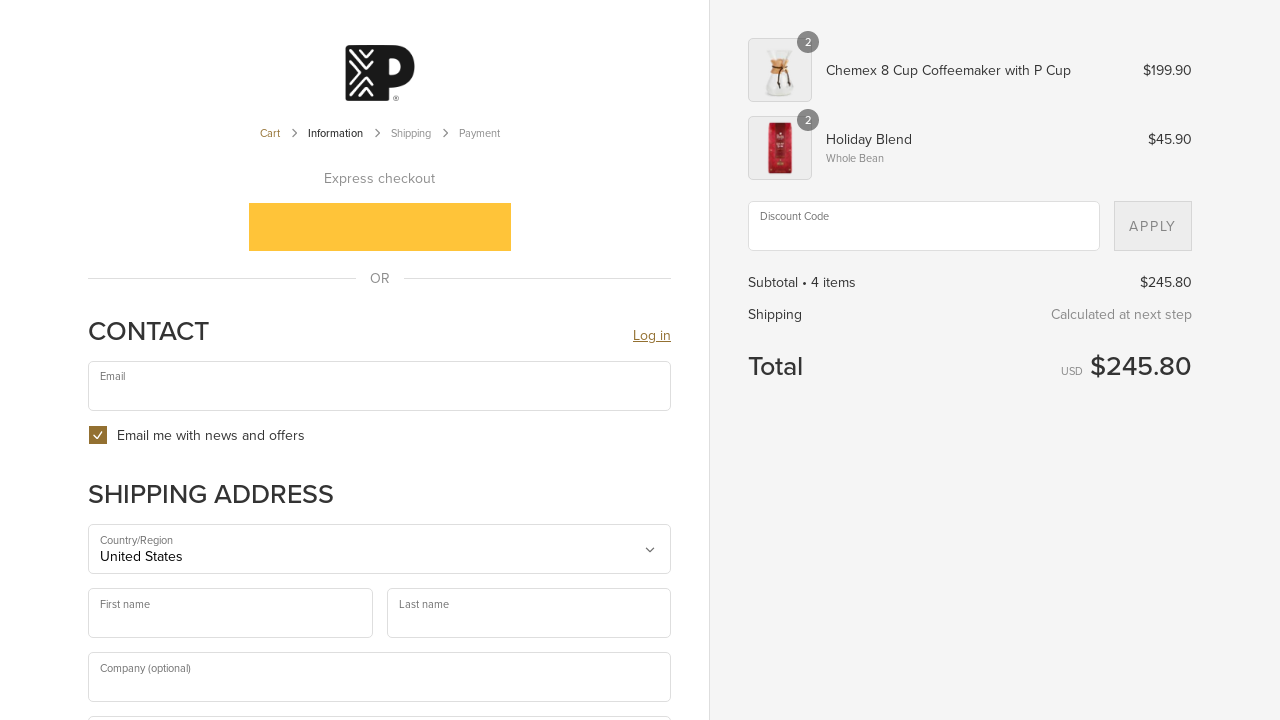 P
®
Cart
Information
Shipping
Payment
Express checkout
OR
CONTACT
Log in
Email
Email me with news and offers
SHIPPING ADDRESS
Country/Region
United States
First name
Last name
Company (optional)
2
Chemex 8 Cup Coffeemaker with P Cup
$199.90
2
Holiday Blend
$45.90
Whole Bean
Discount Code
APPLY
Subtotal • 4 items
$245.80
Shipping
Calculated at next step
Total
USD $245.80